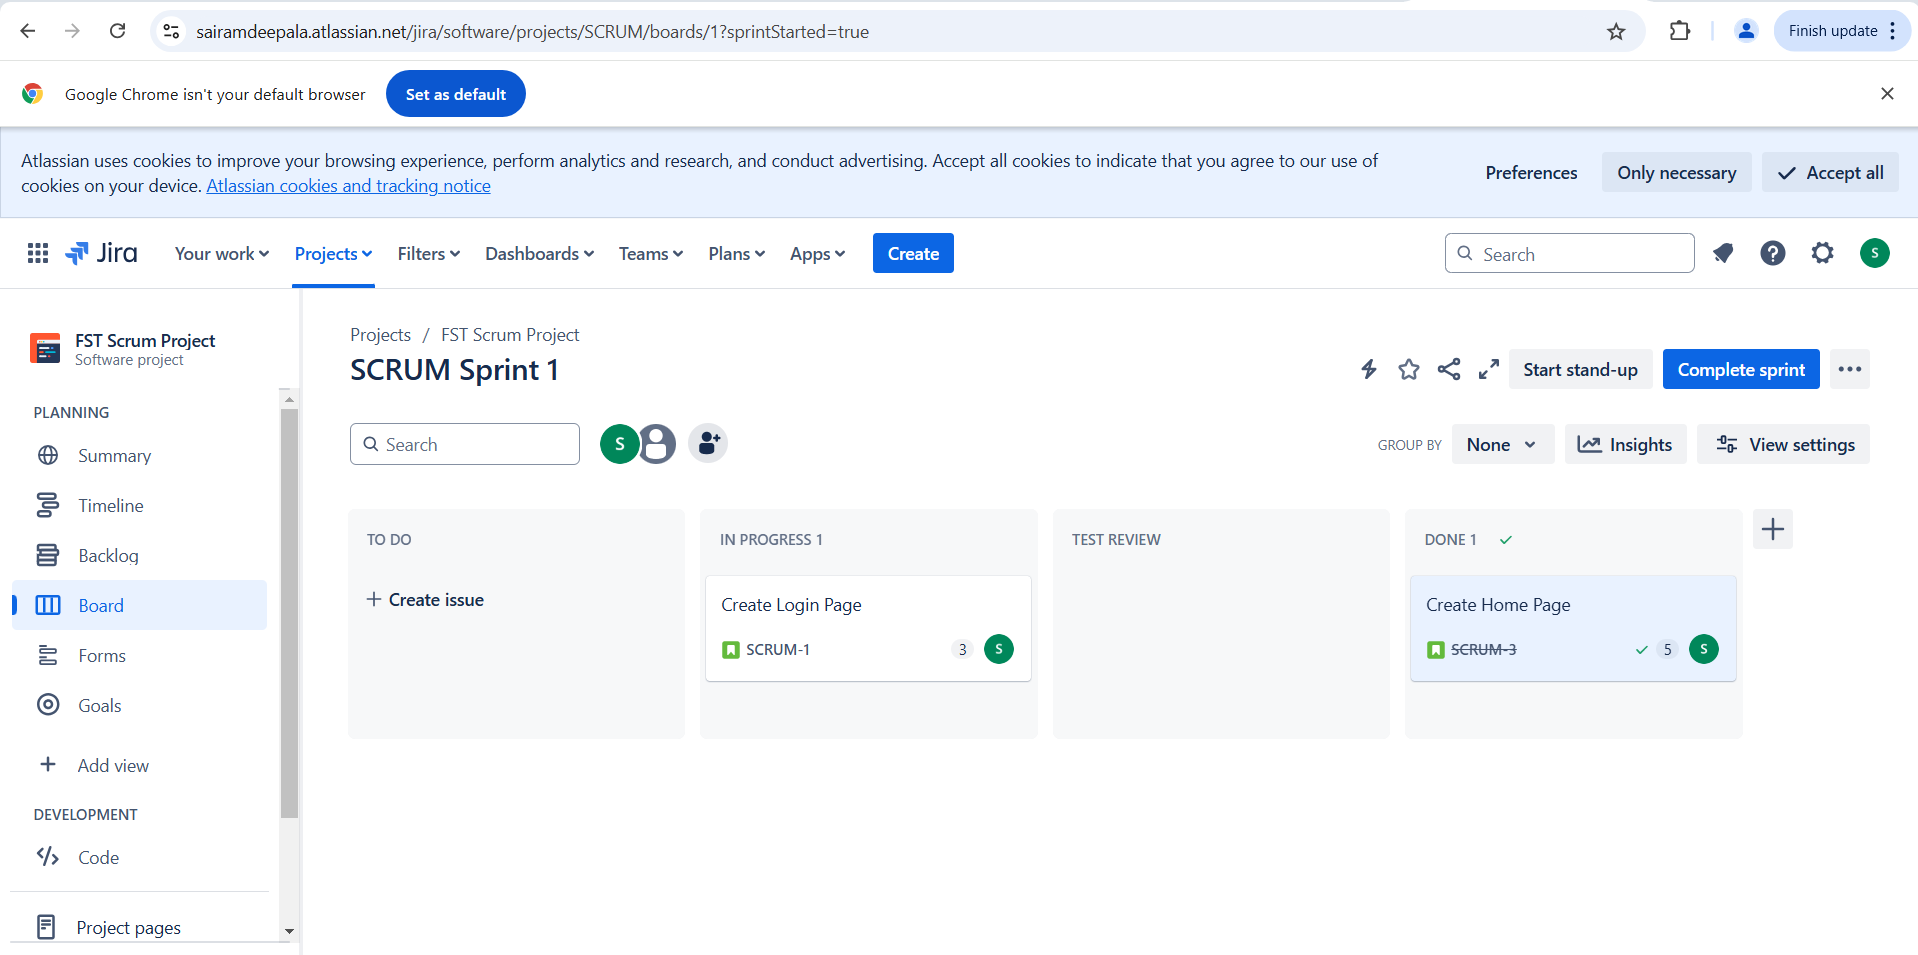 sairamdeepala.atlassian.net/jira/software/projects/SCRUM/boards/1?sprintStarted=true
Finish update
Google Chrome isn't your default browser
Set as default
Atlassian uses cookies to improve your browsing experience, perform analytics and research, and conduct advertising. Accept all cookies to indicate that you agree to our use of
cookies on your device. Atlassian cookies and tracking notice
Preferences
Only necessary
Accept all
Jira
Your work
Projects
Filters
Dashboards
Teams
Plans
Apps
Create
Search
S
FST Scrum Project
Software project
PLANNING
Summary
Timeline
Backlog
Board
Forms
Goals
Add view
DEVELOPMENT
Code
Project pages
Projects / FST Scrum Project
SCRUM Sprint 1
Start stand-up
Complete sprint
Search
S
GROUP BY
None
Insights
View settings
TO DO
Create issue
IN PROGRESS 1
Create Login Page
SCRUM-1
3
S
TEST REVIEW
DONE 1
Create Home Page
SCRUM-3
5
S